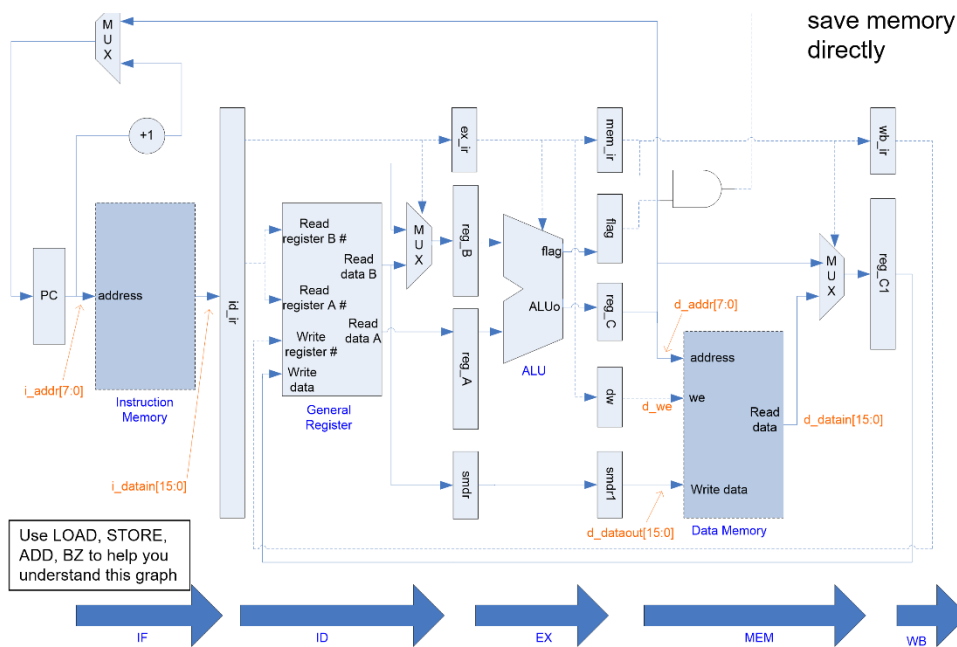 save memory
directly
MUX
+1
PC
address
i_addr[7:0]
Instruction
Memory
i_datain[15:0]
id_ir
Read
register B #
Read
data B
Read
register A #
Read
data A
Write
register #
Write
data
General
Register
MUX
ex_ir
reg_B
reg_A
smdr
flag
ALUo
ALU
mem_ir
flag
reg_C
dw
smdr1
d_addr[7:0]
d_we
d_dataout[15:0]
address
we
Read
data
Write data
Data Memory
d_datain[15:0]
MUX
wb_ir
reg_C1
Use LOAD, STORE,
ADD, BZ to help you
understand this graph
IF
ID
EX
MEM
WB